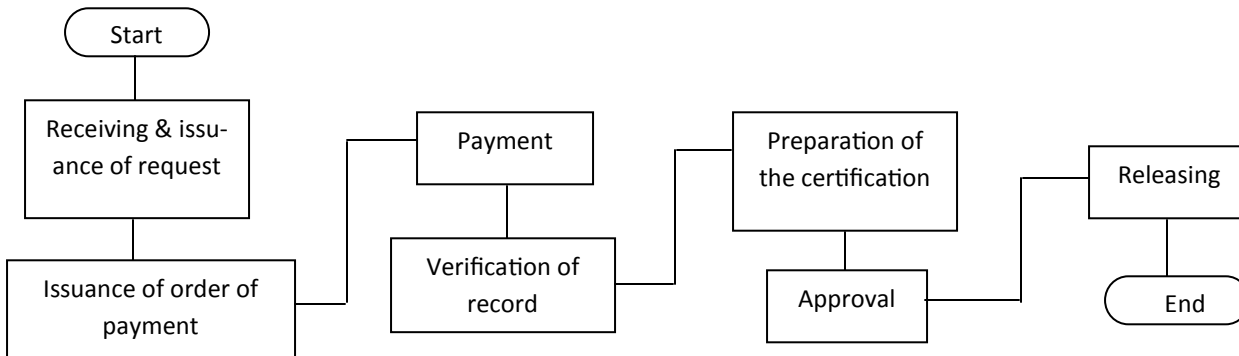 Start
Receiving & issu-
ance of request
Issuance of order of
payment
Payment
Verification of
record
Preparation of
the certification
Approval
Releasing
End